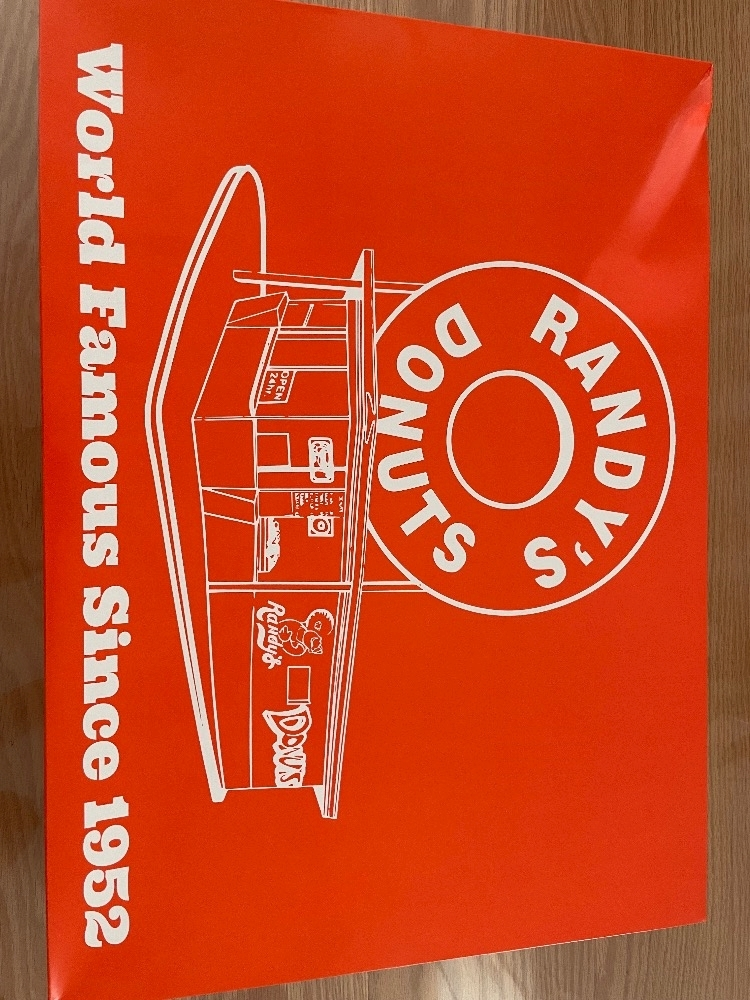 RANDY'S
DONUTS
OPEN
24hr.
Randy's
DONUTS
World Famous Since 1952